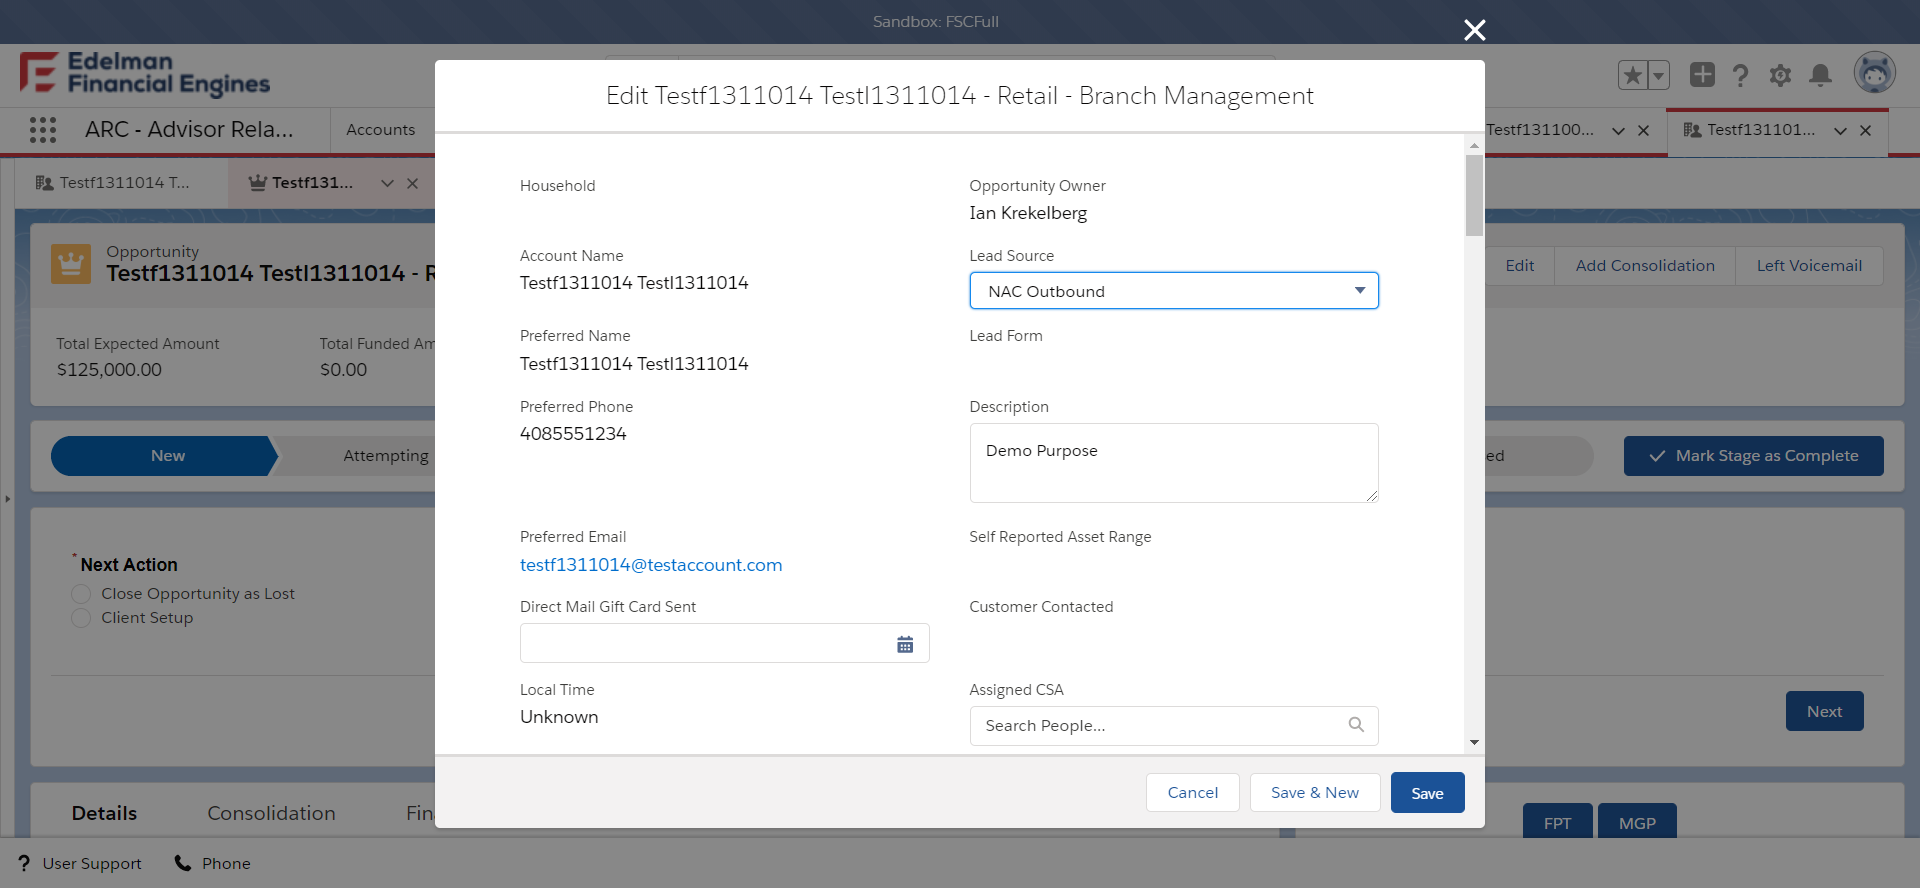 Sandbox: FSCFull
Edelman
Financial Engines
ARC - Advisor Rela...
Accounts
Testf131100...
Testf131101...
Testf1311014 T...
Testf131...
Opportunity
Testf1311014 Testl1311014 - R
Edit
Add Consolidation
Left Voicemail
Total Expected Amount
Total Funded Am
$125,000.00
$0.00
New
Attempting
ed
Mark Stage as Complete
* Next Action
Close Opportunity as Lost
Client Setup
Next
Details
Consolidation
Fin
FPT
MGP
User Support
Phone
Edit Testf1311014 Testl1311014 - Retail - Branch Management
Household
Opportunity Owner
Ian Krekelberg
Account Name
Testf1311014 Testl1311014
Lead Source
NAC Outbound
Preferred Name
Testf1311014 Testl1311014
Lead Form
Preferred Phone
4085551234
Description
Demo Purpose
Preferred Email
testf1311014@testaccount.com
Self Reported Asset Range
Direct Mail Gift Card Sent
Customer Contacted
Local Time
Unknown
Assigned CSA
Search People...
Cancel
Save & New
Save